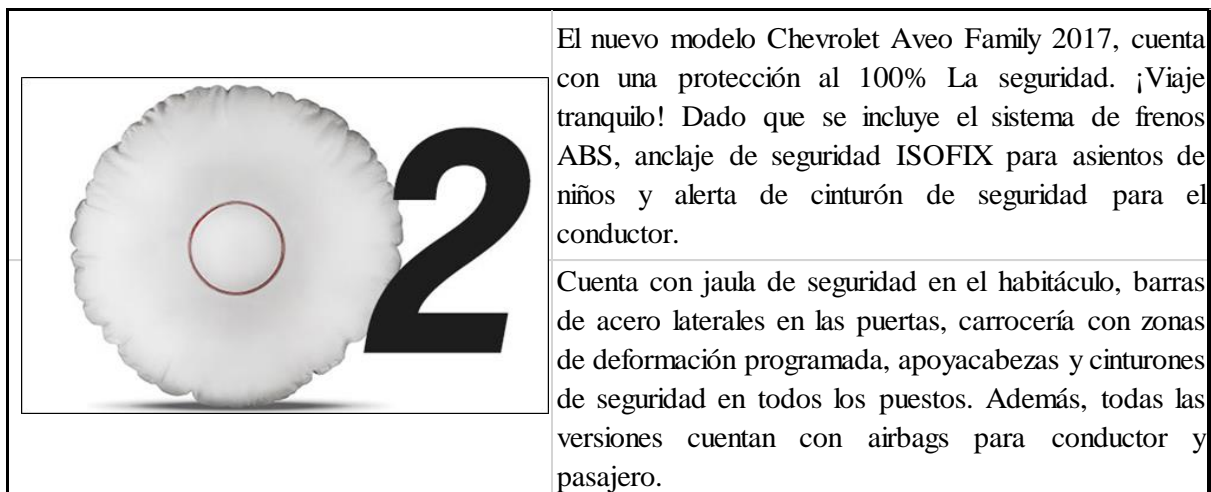 2
El nuevo modelo Chevrolet Aveo Family 2017, cuenta
con una protección al 100% La seguridad. ¡Viaje
tranquilo! Dado que se incluye el sistema de frenos
ABS, anclaje de seguridad ISOFIX para asientos de
niños y alerta de cinturón de seguridad para el
conductor.
Cuenta con jaula de seguridad en el habitáculo, barras
de acero laterales en las puertas, carrocería con zonas
de deformación programada, apoyacabezas y cinturones
de seguridad en todos los puestos. Además, todas las
versiones cuentan con airbags para conductor y
pasajero.